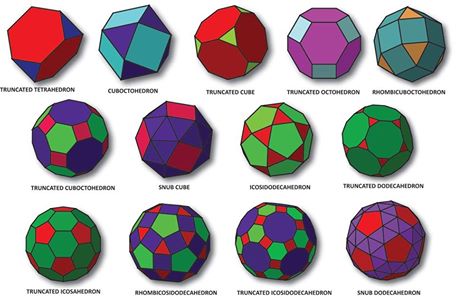 TRUNCATED TETRAHEDRON
CUBOCTOHEDRON
TRUNCATED CUBE
TRUNCATED OCTOHEDRON
RHOMBICUBOCTOHEDRON
TRUNCATED CUBOCTOHEDRON
SNUB CUBE
ICOSIDODECAHEDRON
TRUNCATED DODECAHEDRON
TRUNCATED ICOSAHEDRON
RHOMBICOSIDODECAHEDRON
TRUNCATED ICOSIDODECAHEDRON
SNUB DODECAHEDRON